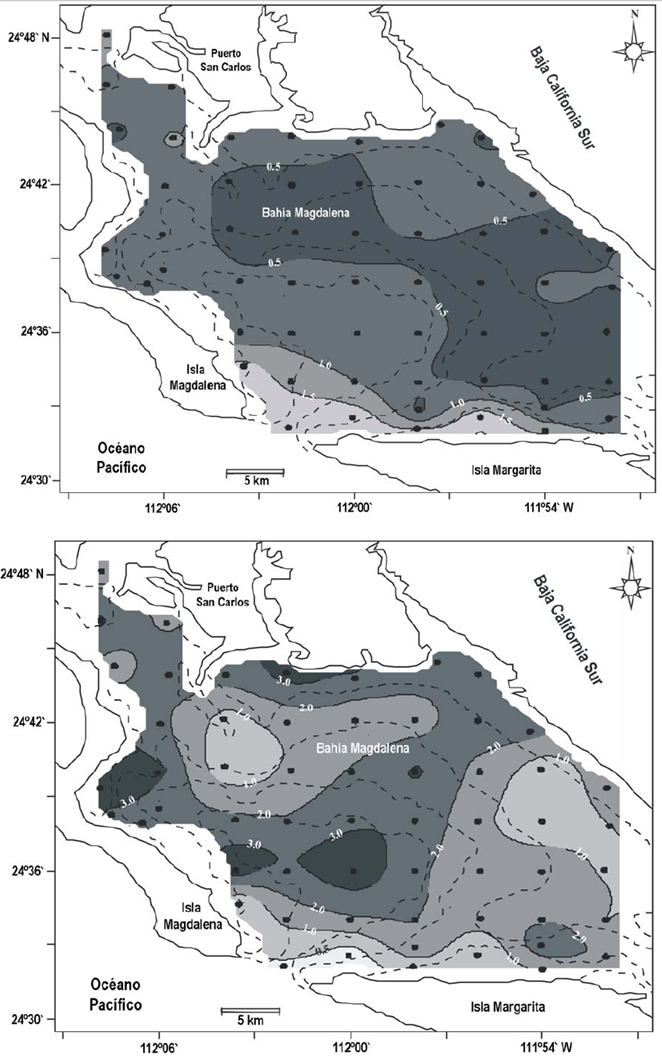 N
24°48' N
Puerto
San Carlos
Baja California
Sur
24°42'
0.5
Bahía Magdalena
0.5
0.5
0.5
24°36'
1.0
Isla
Magdalena
1.5
1.0
0.5
1.5
Océano
Pacífico
Isla Margarita
5 km
24°30'
112°06'
112°00'
111°54' W
N
24°48' N
Puerto
San Carlos
Baja California
Sur
3.0
24°42'
1.0
2.0
Bahía Magdalena
2.0
1.0
1.0
3.0
2.0
3.0
3.0
2.0
1.0
24°36'
2.0
Isla
Magdalena
1.0
2.0
0.5
1.0
Océano
Pacífico
Isla Margarita
5 km
24°30'
112°06'
112°00'
111°54' W